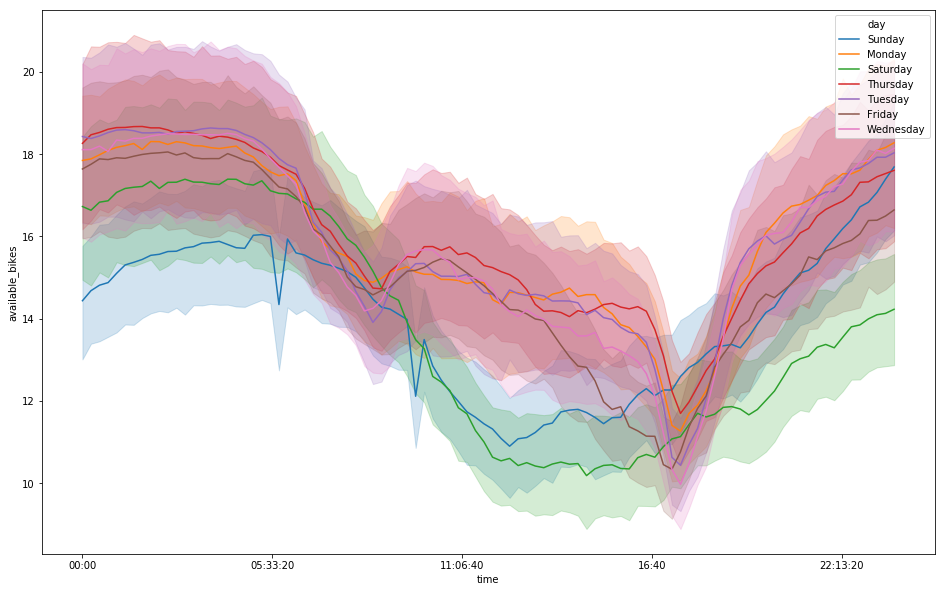 day
Sunday
Monday
Saturday
Thursday
Tuesday
Friday
Wednesday
available_bikes
20
18
16
14
12
10
00:00
05:33:20
11:06:40
16:40
22:13:20
time